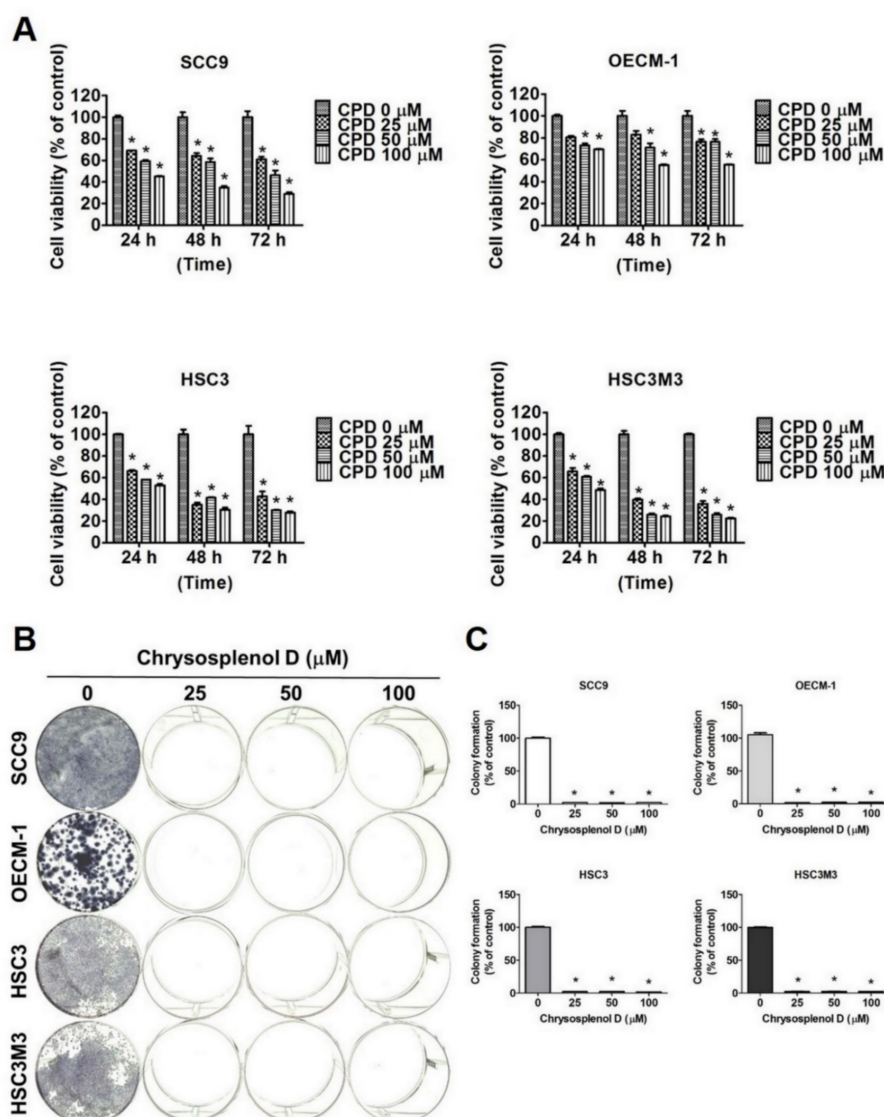 A
SCC9
Cell viability (% of control)
120
100
80
60
40
20
0
* * *
* * *
* * *
24 h 48 h 72 h
(Time)
CPD 0 μM
CPD 25 μM
CPD 50 μM
CPD 100 μM
OECM-1
Cell viability (% of control)
120
100
80
60
40
20
0
* *
* *
* * *
24 h 48 h 72 h
(Time)
CPD 0 μM
CPD 25 μM
CPD 50 μM
CPD 100 μM
HSC3
Cell viability (% of control)
120
100
80
60
40
20
0
* * *
* * *
* * *
24 h 48 h 72 h
(Time)
CPD 0 μM
CPD 25 μM
CPD 50 μM
CPD 100 μM
HSC3M3
Cell viability (% of control)
120
100
80
60
40
20
0
* * *
* * *
* * *
24 h 48 h 72 h
(Time)
CPD 0 μM
CPD 25 μM
CPD 50 μM
CPD 100 μM
B
Chrysosplenol D (μM)
0 25 50 100
SCC9
OECM-1
HSC3
HSC3M3
C
SCC9
Colony formation
(% of control)
150
100
50
0
* * *
0 25 50 100
Chrysosplenol D (μM)
OECM-1
Colony formation
(% of control)
150
100
50
0
* * *
0 25 50 100
Chrysosplenol D (μM)
HSC3
Colony formation
(% of control)
150
100
50
0
* * *
0 25 50 100
Chrysosplenol D (μM)
HSC3M3
Colony formation
(% of control)
150
100
50
0
* * *
0 25 50 100
Chrysosplenol D (μM)